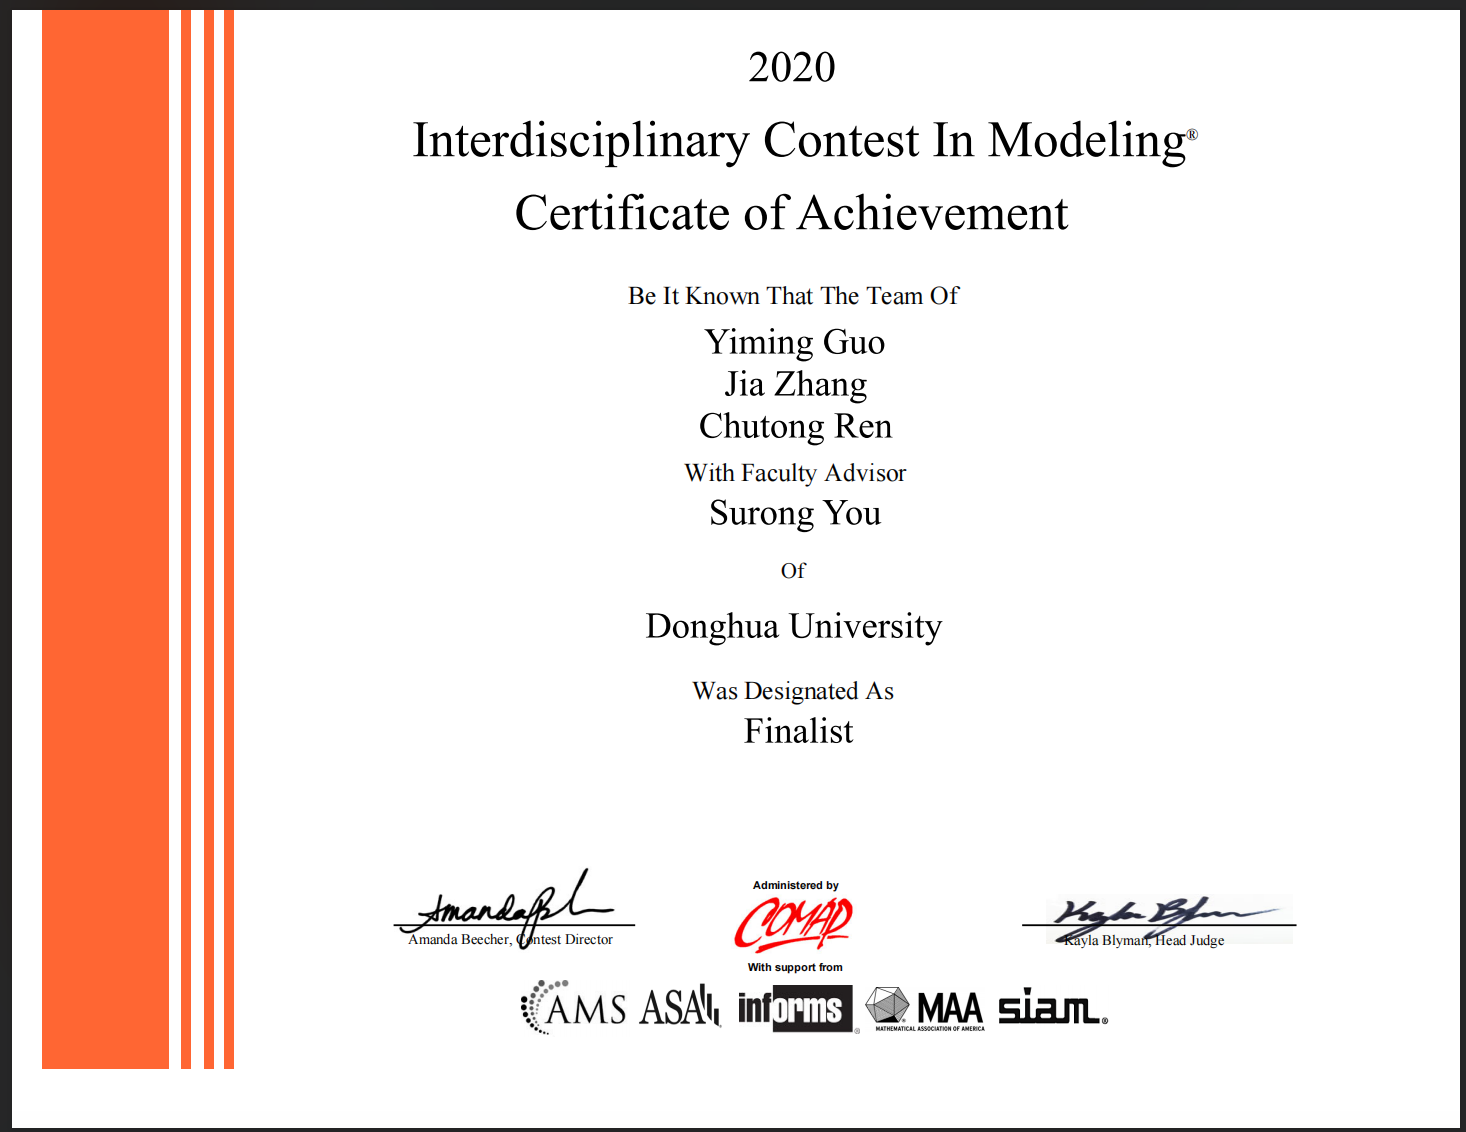 2020
Interdisciplinary Contest In Modeling®
Certificate of Achievement
Be It Known That The Team Of
Yiming Guo
Jia Zhang
Chutong Ren
With Faculty Advisor
Surong You
Of
Donghua University
Was Designated As
Finalist
Amanda Beecher, Contest Director
Administered by
COMAP
Kayla Blyman, Head Judge
With support from
AMS ASA informs® MAA siam®
MATHEMATICAL ASSOCIATION OF AMERICA